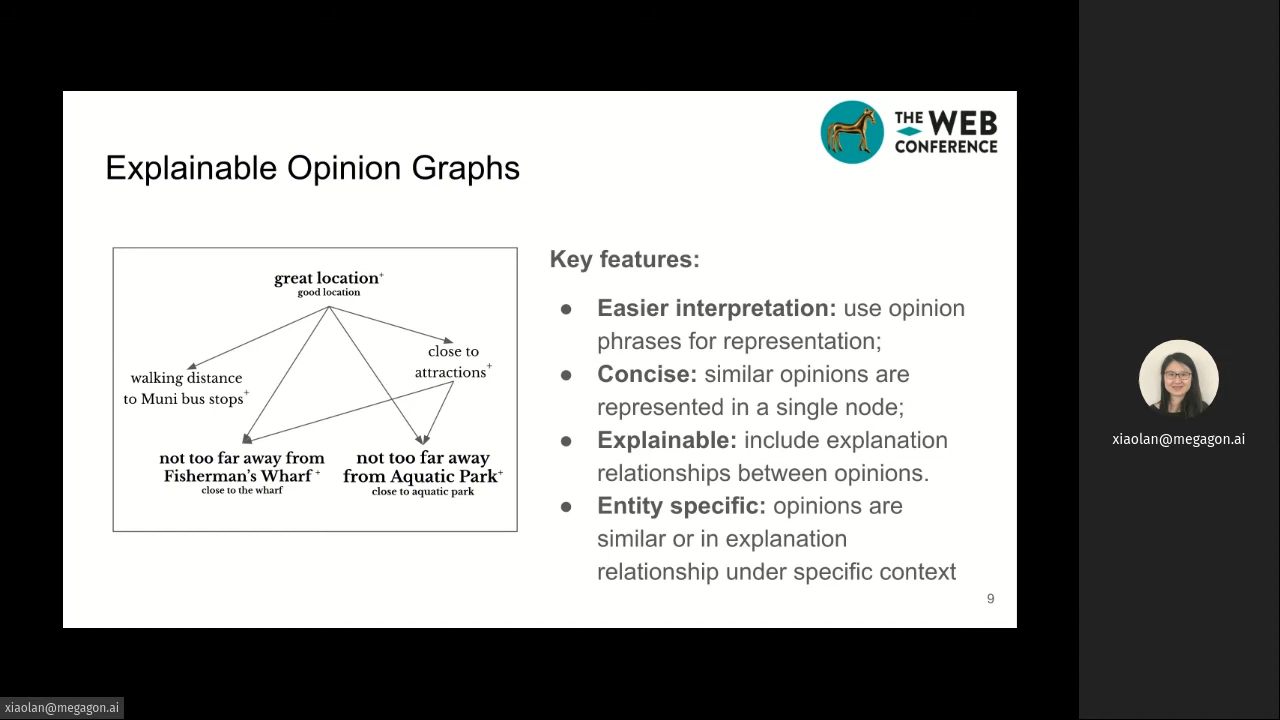 THE WEB
CONFERENCE
Explainable Opinion Graphs
great location+
good location
close to
attractions+
walking distance
to Muni bus stops+
not too far away from
Fisherman's Wharf +
close to the wharf
not too far away
from Aquatic Park+
close to aquatic park
Key features:
● Easier interpretation: use opinion
phrases for representation;
● Concise: similar opinions are
represented in a single node;
● Explainable: include explanation
relationships between opinions.
● Entity specific: opinions are
similar or in explanation
relationship under specific context
9
xiaolan@megagon.ai
xiaolan@megagon.ai